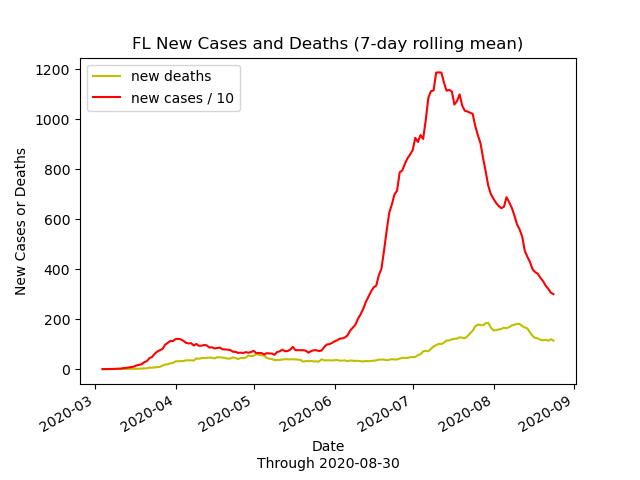 FL New Cases and Deaths (7-day rolling mean)
new deaths
new cases / 10
1200
1000
800
600
400
200
0
New Cases or Deaths
2020-03
2020-04
2020-05
2020-06
2020-07
2020-08
2020-09
Date
Through 2020-08-30